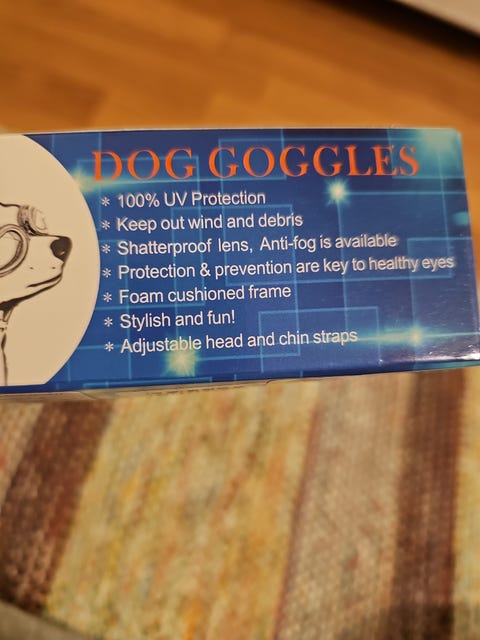 DOG GOGGLES
* 100% UV Protection
* Keep out wind and debris
* Shatterproof lens, Anti-fog is available
* Protection & prevention are key to healthy eyes
* Foam cushioned frame
* Stylish and fun!
* Adjustable head and chin straps